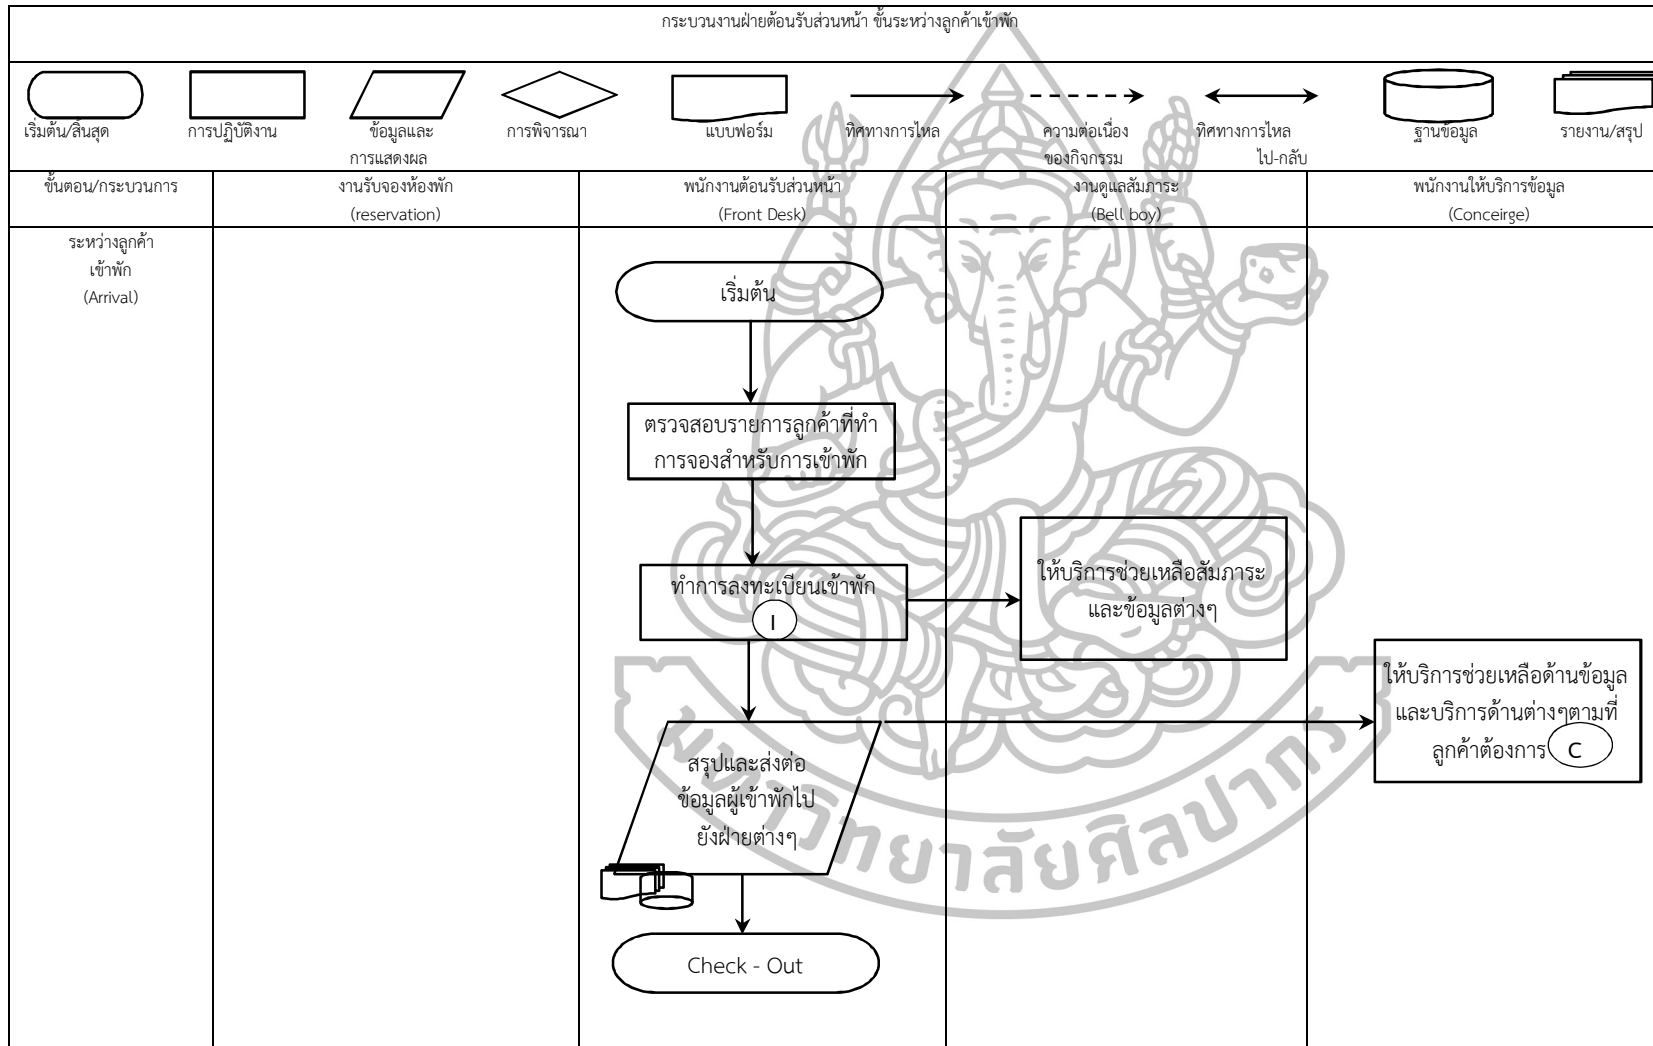 กระบวนงานฝ่ายต้อนรับส่วนหน้า ขั้นระหว่างลูกค้าเข้าพัก
เริ่มต้น/สิ้นสุด
การปฏิบัติงาน
ข้อมูลและ
การแสดงผล
การพิจารณา
แบบฟอร์ม
ทิศทางการไหล
ความต่อเนื่อง
ของกิจกรรม
ทิศทางการไหล
ไป-กลับ
ฐานข้อมูล
รายงาน/สรุป
ขั้นตอน/กระบวนการ
งานรับจองห้องพัก
(reservation)
พนักงานต้อนรับส่วนหน้า
(Front Desk)
งานดูแลสัมภาระ
(Bell boy)
พนักงานให้บริการข้อมูล
(Conceirge)
ระหว่างลูกค้า
เข้าพัก
(Arrival)
เริ่มต้น
ตรวจสอบรายการลูกค้าที่ทำ
การจองสำหรับการเข้าพัก
ทำการลงทะเบียนเข้าพัก
I
ให้บริการช่วยเหลือสัมภาระ
และข้อมูลต่างๆ
ให้บริการช่วยเหลือด้านข้อมูล
และบริการด้านต่างๆตามที่
ลูกค้าต้องการ C
สรุปและส่งต่อ
ข้อมูลผู้เข้าพักไป
ยังฝ่ายต่างๆ
Check - Out
มหาวิทยาลัยศิลปากร